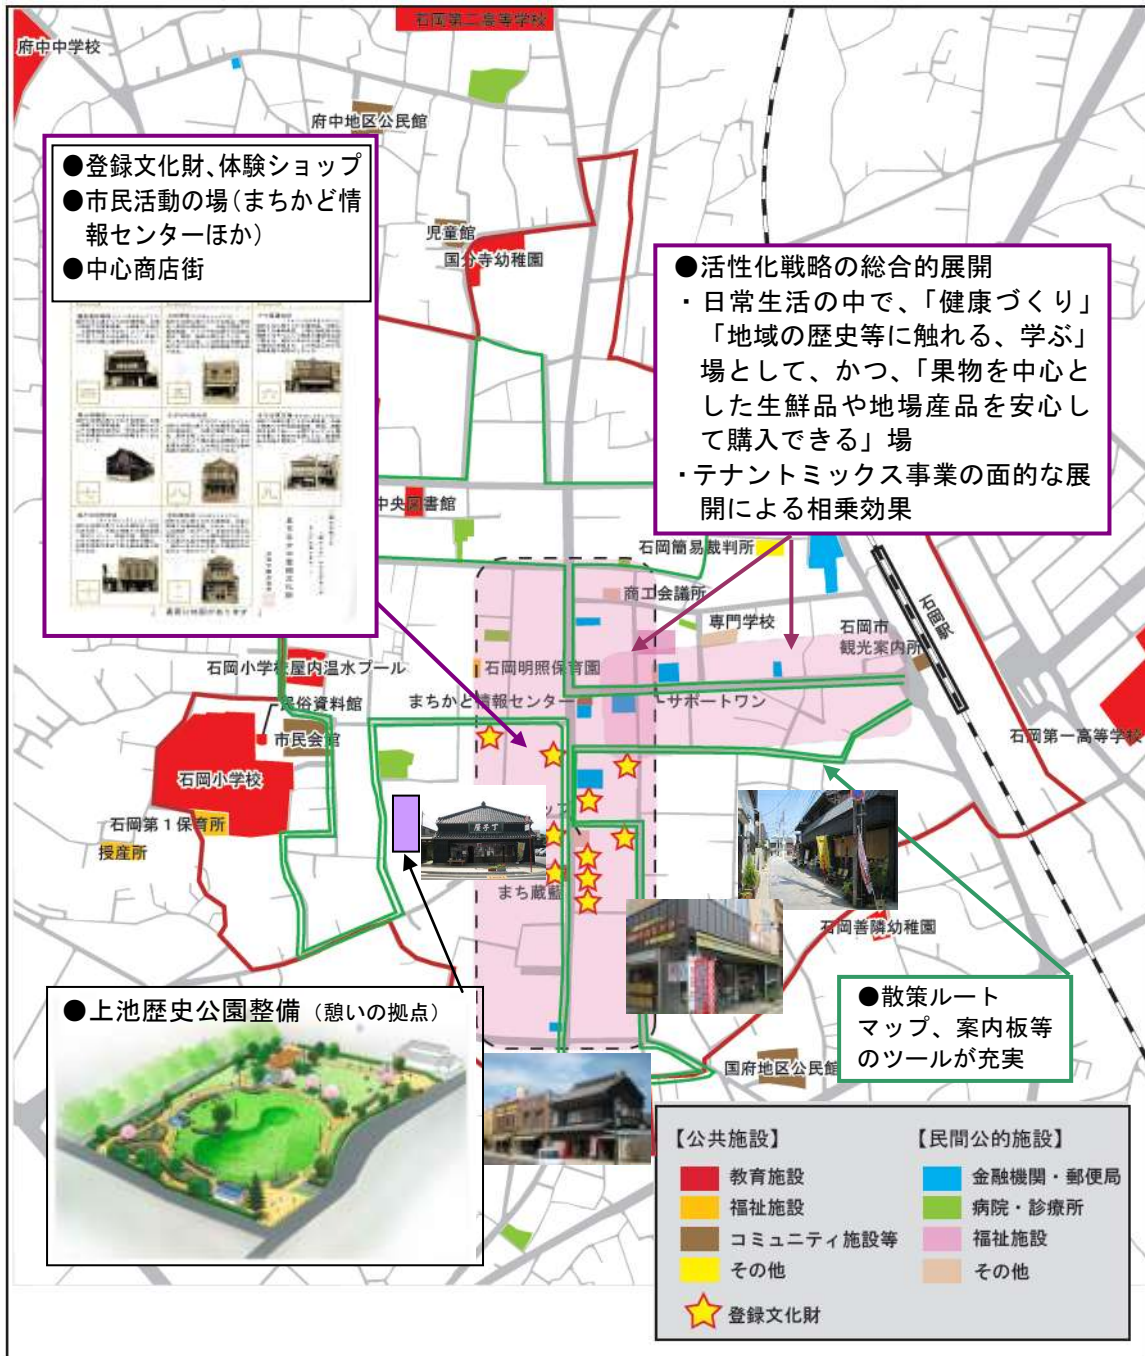 石岡第二高等学校
府中中学校
府中地区公民館
●登録文化財、体験ショップ
●市民活動の場(まちかど情
報センターほか)
●中心商店街
児童館
国分寺幼稚園
●活性化戦略の総合的展開
・日常生活の中で、「健康づくり」
「地域の歴史等に触れる、学ぶ」
場として、かつ、「果物を中心と
した生鮮品や地場産品を安心し
て購入できる」場
・テナントミックス事業の面的な展
開による相乗効果
中央図書館
石岡簡易裁判所
商工会議所
専門学校
石岡市
観光案内所
石岡駅
石岡小学校屋内温水プール
石岡明照保育園
民俗資料館
まちかど情報センター
サポートワン
市民会館
石岡第一高等学校
石岡小学校
石岡第1保育所
授産所
ップ
丁子屋
まち蔵藍
石岡善隣幼稚園
●上池歴史公園整備(憩いの拠点)
●散策ルート
マップ、案内板等
のツールが充実
国府地区公民館
【公共施設】
教育施設
福祉施設
コミュニティ施設等
その他
登録文化財
【民間公的施設】
金融機関・郵便局
病院・診療所
福祉施設
その他